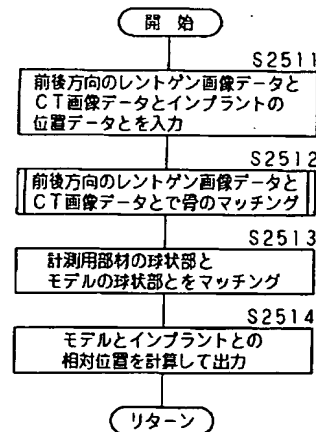 開 始
S2511
前後方向のレントゲン画像データと
CT画像データとインプラントの
位置データとを入力
S2512
前後方向のレントゲン画像データと
CT画像データとで骨のマッチング
S2513
計測用部材の球状部と
モデルの球状部とをマッチング
S2514
モデルとインプラントとの
相対位置を計算して出力
リターン